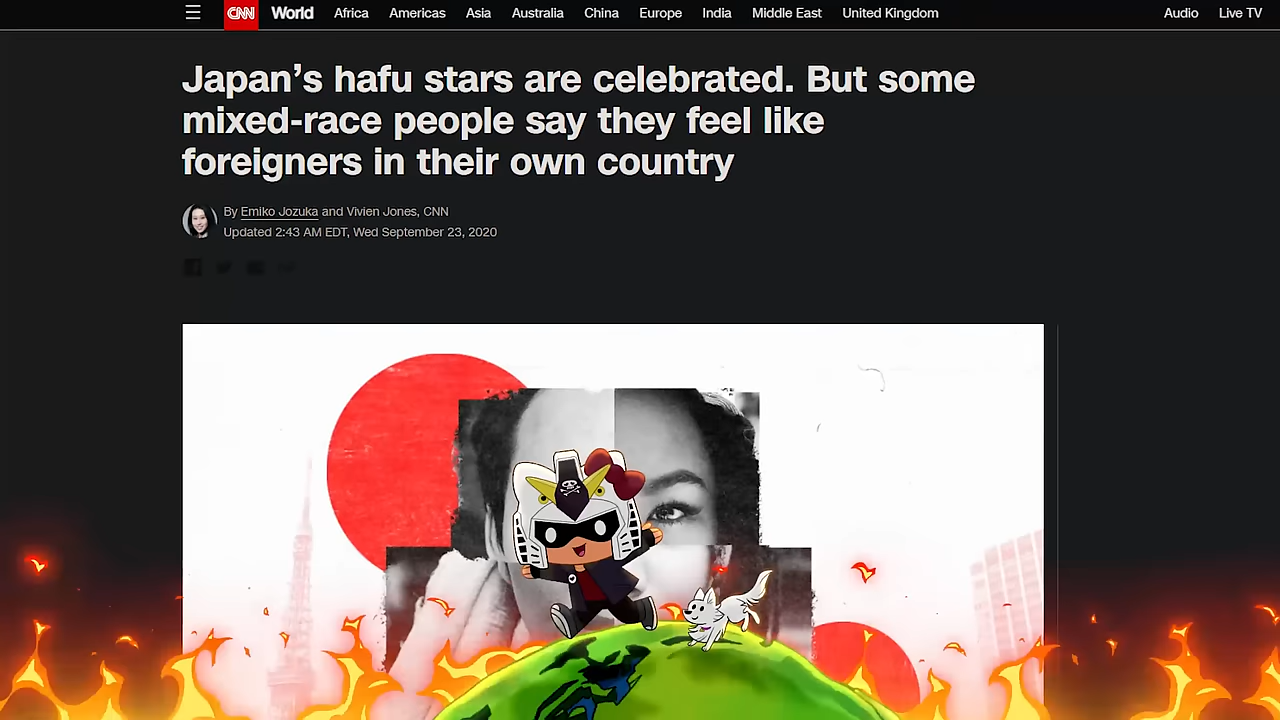 CNN World Africa Americas Asia Australia China Europe India Middle East United Kingdom Audio Live TV
Japan’s hafu stars are celebrated. But some
mixed-race people say they feel like
foreigners in their own country
By Emiko Jozuka and Vivien Jones, CNN
Updated 2:43 AM EDT, Wed September 23, 2020